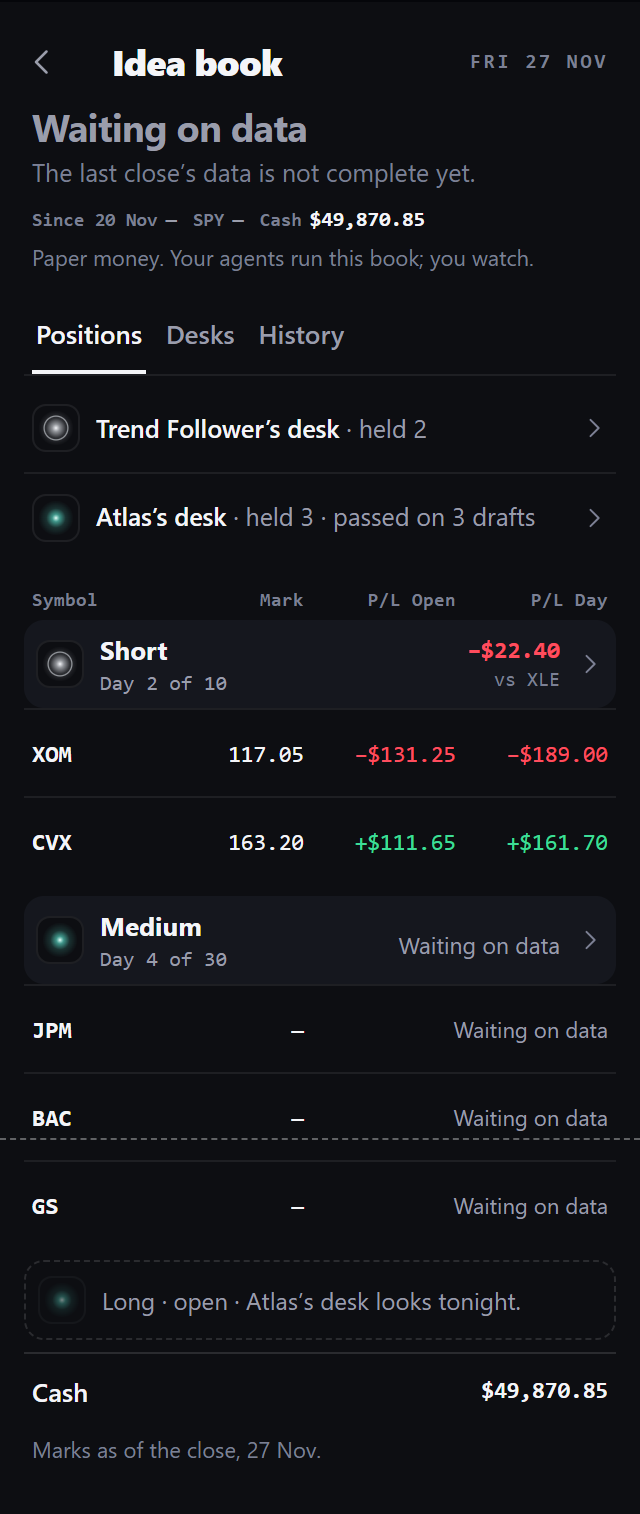 Idea book FRI 27 NOV
Waiting on data
The last close’s data is not complete yet.
Since 20 Nov — SPY — Cash $49,870.85
Paper money. Your agents run this book; you watch.
Positions Desks History
Trend Follower’s desk · held 2
Atlas’s desk · held 3 · passed on 3 drafts
Symbol Mark P/L Open P/L Day
Short −$22.40
Day 2 of 10 vs XLE
XOM 117.05 −$131.25 −$189.00
CVX 163.20 +$111.65 +$161.70
Medium
Day 4 of 30 Waiting on data
JPM — Waiting on data
BAC — Waiting on data
GS — Waiting on data
Long · open · Atlas’s desk looks tonight.
Cash $49,870.85
Marks as of the close, 27 Nov.